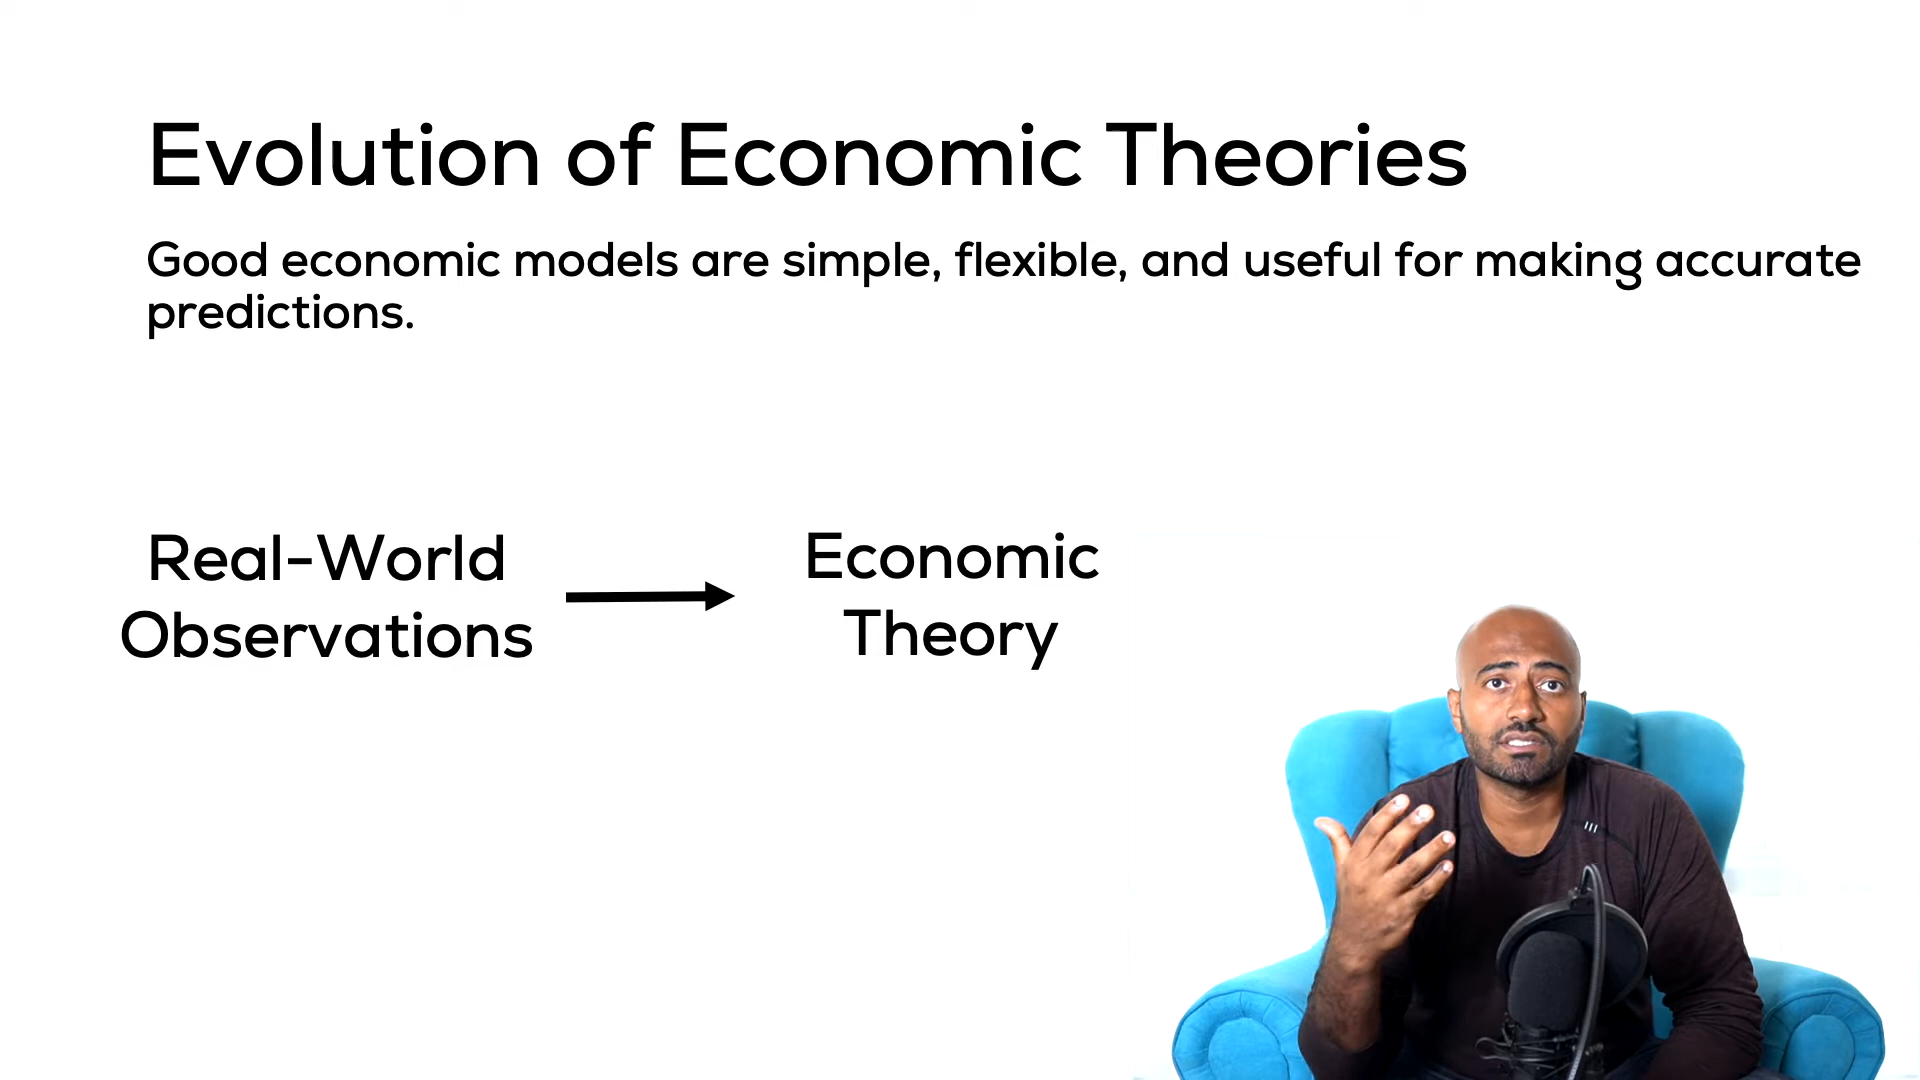 Evolution of Economic Theories
Good economic models are simple, flexible, and useful for making accurate
predictions.
Real-World
Observations
Economic
Theory